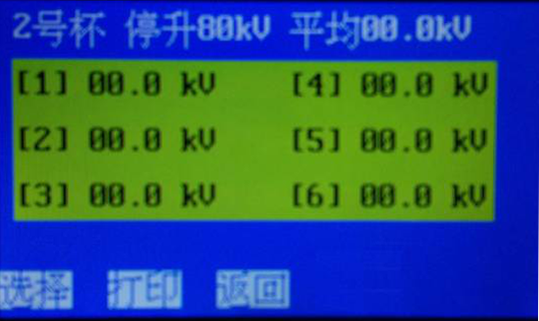 2号杯 停升80kV 平均00.0kV
[1] 00.0 kV [4] 00.0 kV
[2] 00.0 kV [5] 00.0 kV
[3] 00.0 kV [6] 00.0 kV
选择 打印 返回